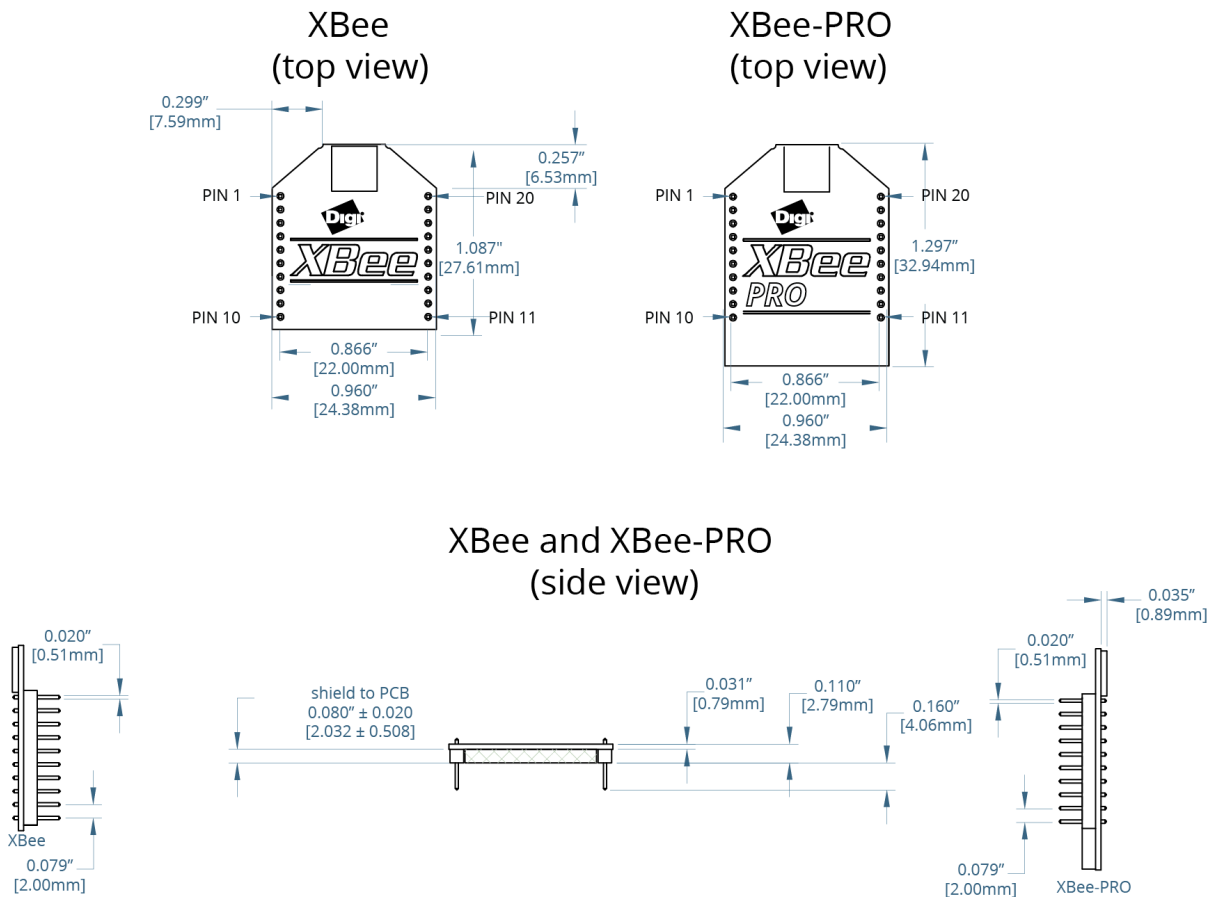 XBee
(top view)
XBee-PRO
(top view)
0.299”
[7.59mm]
0.257”
[6.53mm]
PIN 1
PIN 20
Digi
XBee
1.087"
[27.61mm]
PIN 10
PIN 11
0.866”
[22.00mm]
0.960”
[24.38mm]
PIN 1
PIN 20
Digi
XBee
PRO
1.297”
[32.94mm]
PIN 10
PIN 11
0.866”
[22.00mm]
0.960”
[24.38mm]
XBee and XBee-PRO
(side view)
0.020”
[0.51mm]
XBee
0.079”
[2.00mm]
shield to PCB
0.080” ± 0.020
[2.032 ± 0.508]
0.031”
[0.79mm]
0.110”
[2.79mm]
0.160”
[4.06mm]
0.035”
[0.89mm]
0.020”
[0.51mm]
0.079”
[2.00mm]
XBee-PRO